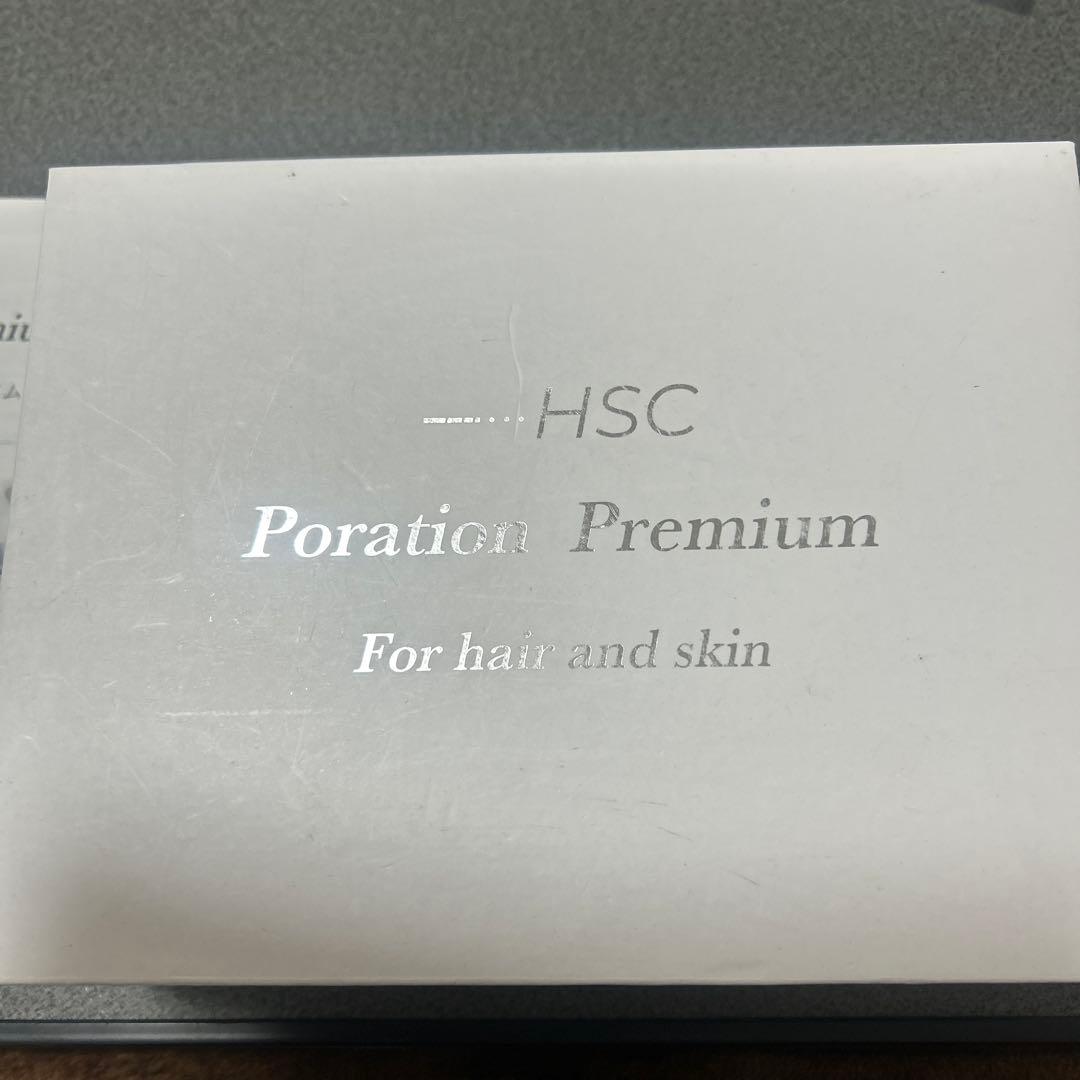 HSC
Poration Premium
For hair and skin